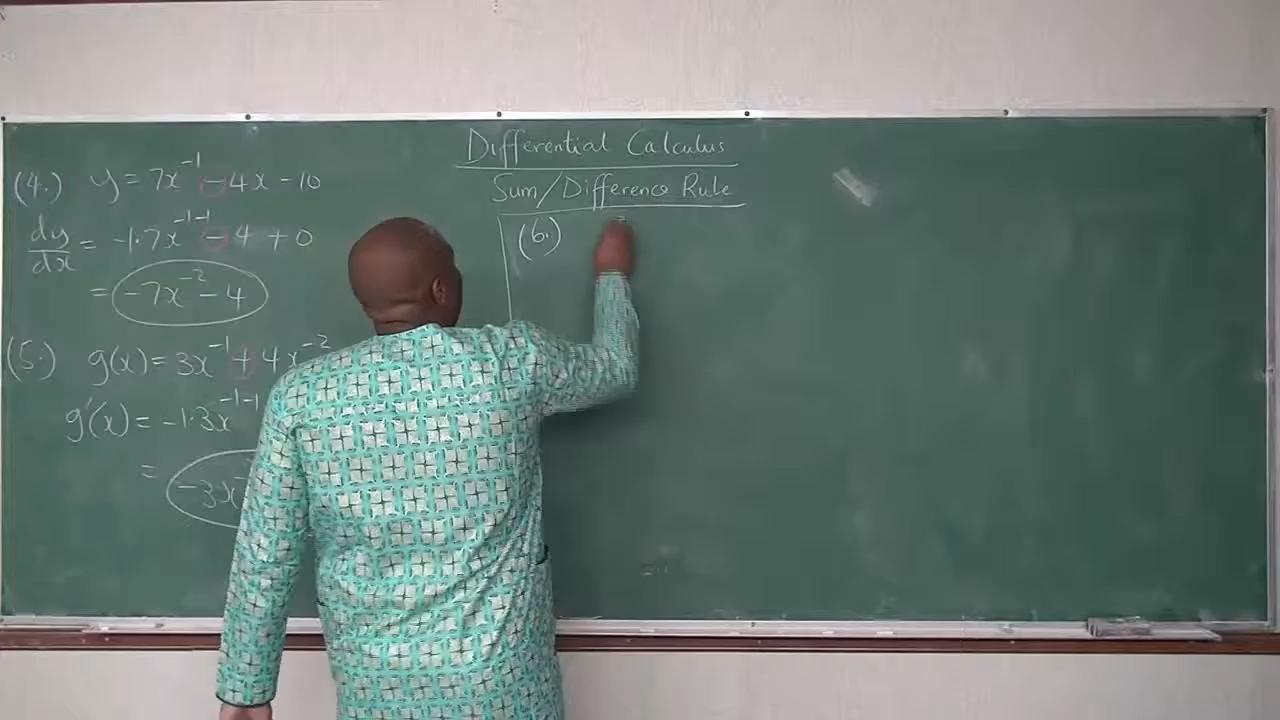 Differential Calculus
Sum/Difference Rule
(4.) y = 7x⁻¹ - 4x - 10
dy/dx = -1·7x⁻¹⁻¹ - 4 + 0
= -7x⁻² - 4
(5.) g(x) = 3x⁻¹ + 4x⁻²
g'(x) = -1·3x⁻¹⁻¹
= -3x
(6.)